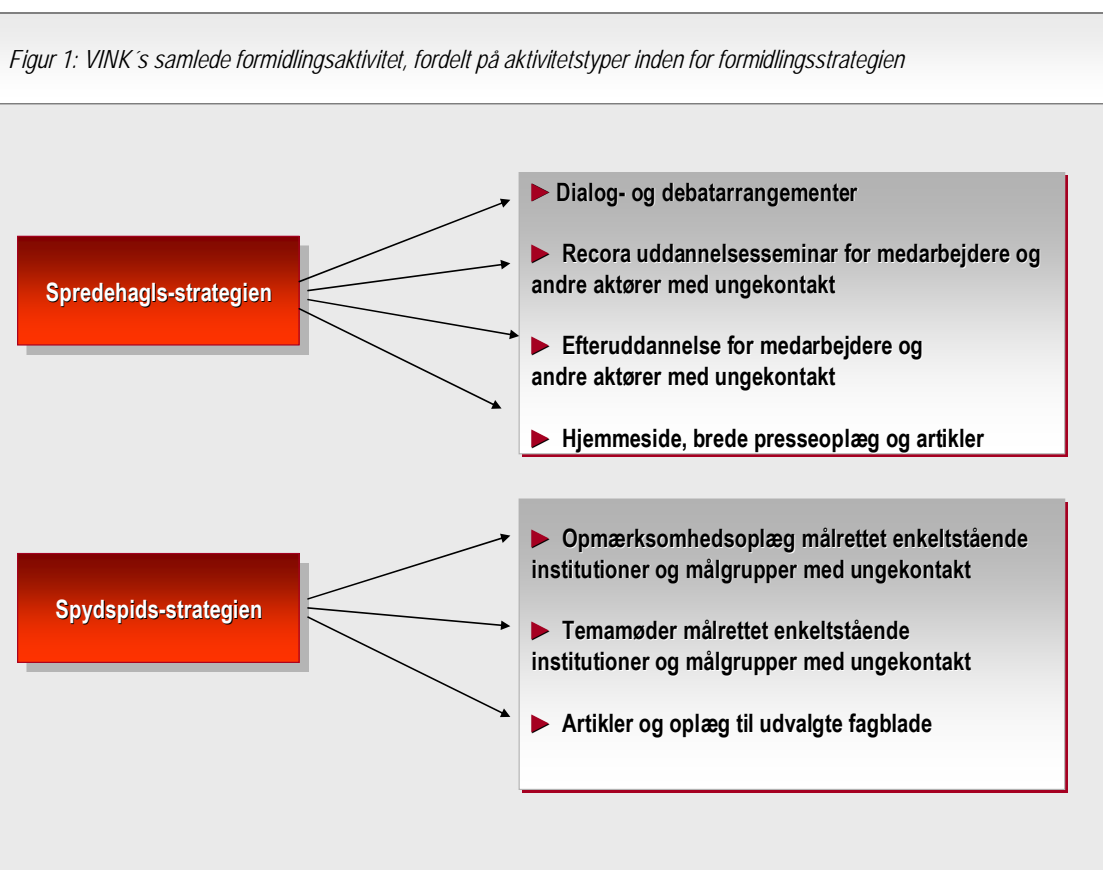 Figur 1: VINK´s samlede formidlingsaktivitet, fordelt på aktivitetstyper inden for formidlingsstrategien
Spredehagls-strategien
► Dialog- og debatarrangementer
► Recora uddannelsesseminar for medarbejdere og
andre aktører med ungekontakt
► Efteruddannelse for medarbejdere og
andre aktører med ungekontakt
► Hjemmeside, brede presseoplæg og artikler
Spydspids-strategien
► Opmærksomhedsoplæg målrettet enkeltstående
institutioner og målgrupper med ungekontakt
► Temamøder målrettet enkeltstående
institutioner og målgrupper med ungekontakt
► Artikler og oplæg til udvalgte fagblade